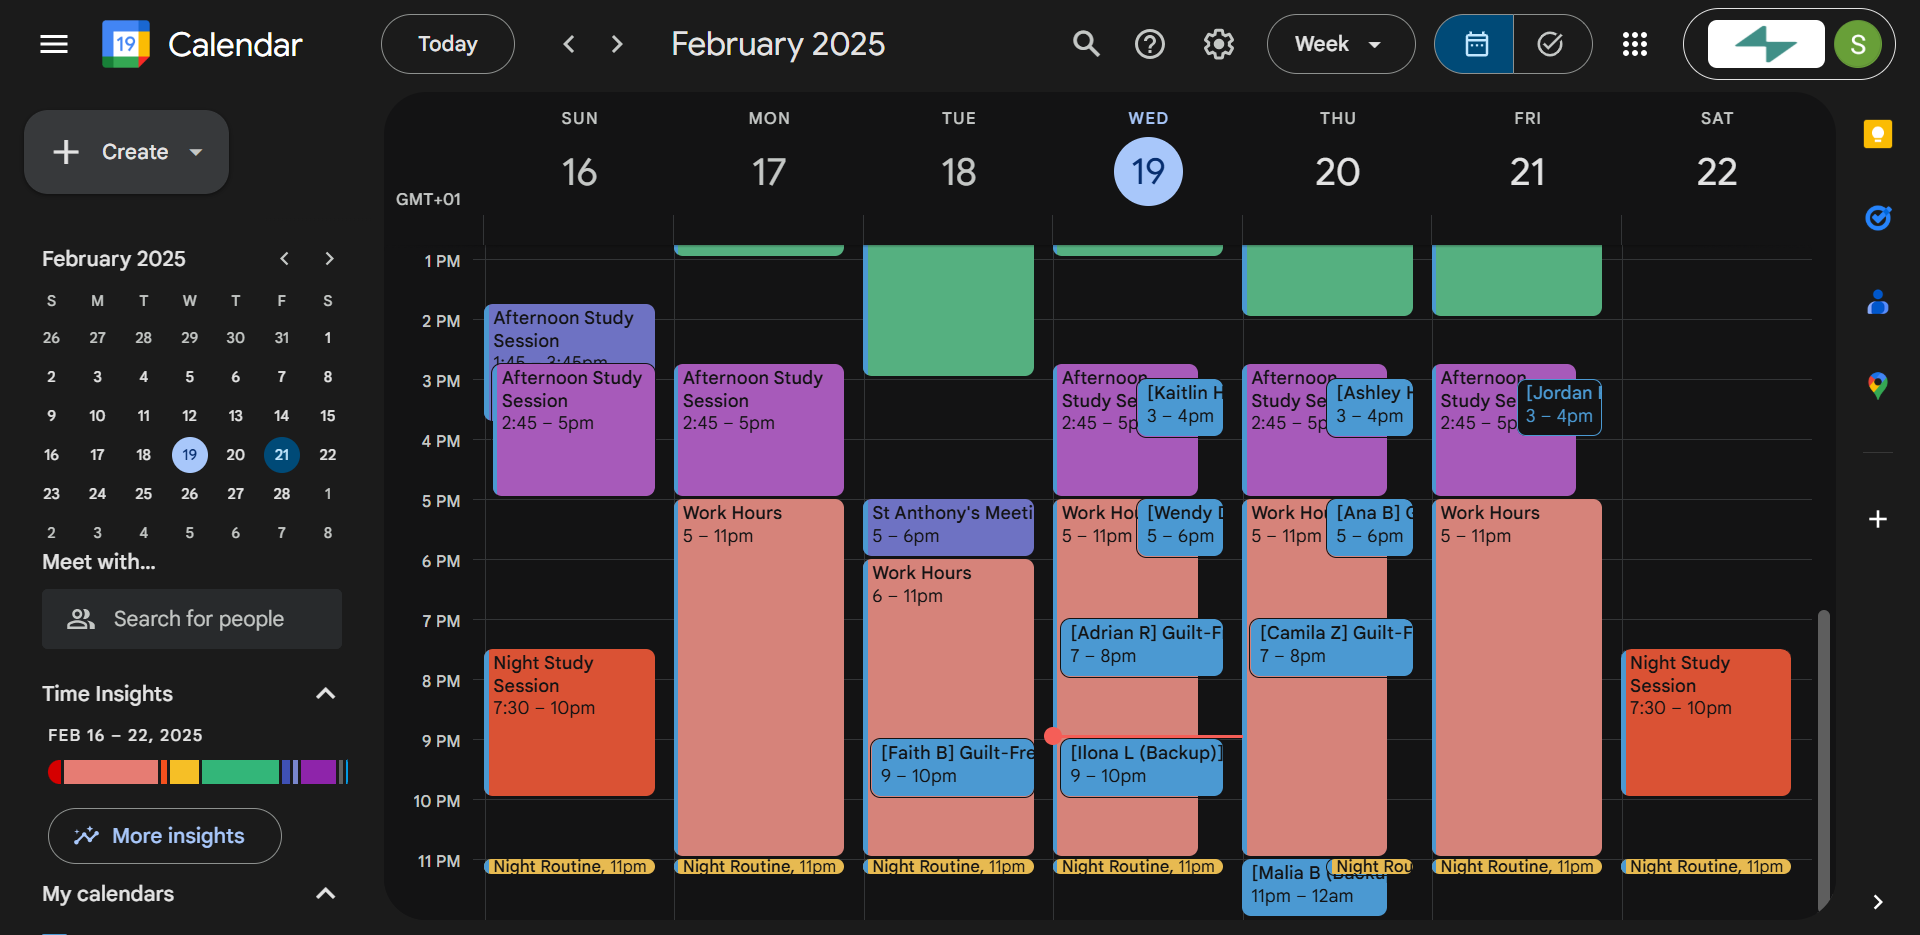 19 Calendar
Today
February 2025
Week
S
Create
SUN MON TUE WED THU FRI SAT
16 17 18 19 20 21 22
GMT+01
February 2025
S M T W T F S
26 27 28 29 30 31 1
2 3 4 5 6 7 8
9 10 11 12 13 14 15
16 17 18 19 20 21 22
23 24 25 26 27 28 1
2 3 4 5 6 7 8
Meet with...
Search for people
Time Insights
FEB 16 – 22, 2025
More insights
My calendars
1 PM
2 PM
3 PM
4 PM
5 PM
6 PM
7 PM
8 PM
9 PM
10 PM
11 PM
Afternoon Study
Session
1:45 – 3:45pm
Afternoon Study
Session
2:45 – 5pm
Night Study
Session
7:30 – 10pm
Night Routine, 11pm
Afternoon Study
Session
2:45 – 5pm
Work Hours
5 – 11pm
Night Routine, 11pm
St Anthony's Meeti
5 – 6pm
Work Hours
6 – 11pm
[Faith B] Guilt-Fre
9 – 10pm
Night Routine, 11pm
Afternoon
Study Se
2:45 – 5p
[Kaitlin H
3 – 4pm
Work Hou
5 – 11pm
[Wendy D
5 – 6pm
[Adrian R] Guilt-F
7 – 8pm
[Ilona L (Backup)]
9 – 10pm
Night Routine, 11pm
Afternoon
Study Se
2:45 – 5p
[Ashley H
3 – 4pm
Work Hou
5 – 11pm
[Ana B] G
5 – 6pm
[Camila Z] Guilt-F
7 – 8pm
[Malia B (Backu
11pm – 12am
Night Rou
Afternoon
Study Se
2:45 – 5p
[Jordan
3 – 4pm
Work Hours
5 – 11pm
Night Routine, 11pm
Night Study
Session
7:30 – 10pm
Night Routine, 11pm